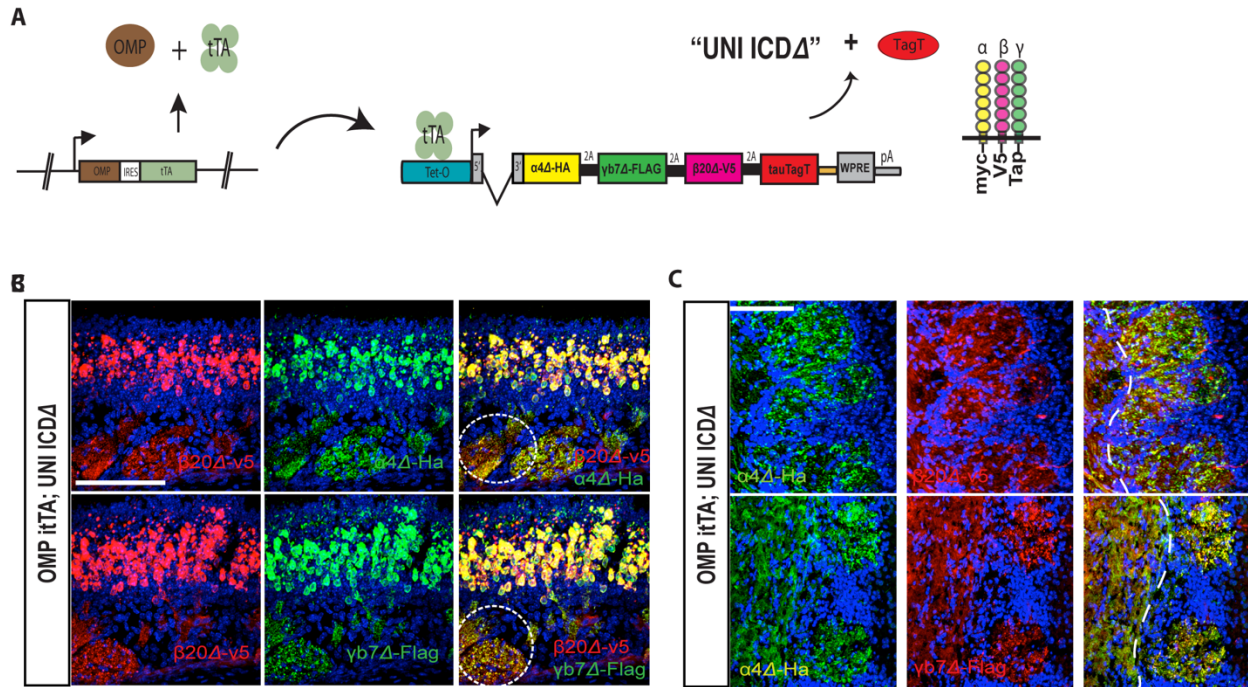 A
OMP + tTA
OMP IRES tTA
tTA
Tet-O 5' 3' α4Δ-HA 2A γb7Δ-FLAG 2A β20Δ-V5 2A tauTagT WPRE pA
“UNI ICDΔ” + TagT
α β γ
myc
V5
Tap
C
OMP itTA; UNI ICDΔ
β20Δ-v5
α4Δ-Ha
β20Δ-v5
α4Δ-Ha
β20Δ-v5
γb7Δ-Flag
β20Δ-v5
γb7Δ-Flag
OMP itTA; UNI ICDΔ
α4Δ-Ha
β20Δ-v5
α4Δ-Ha
γb7Δ-Flag